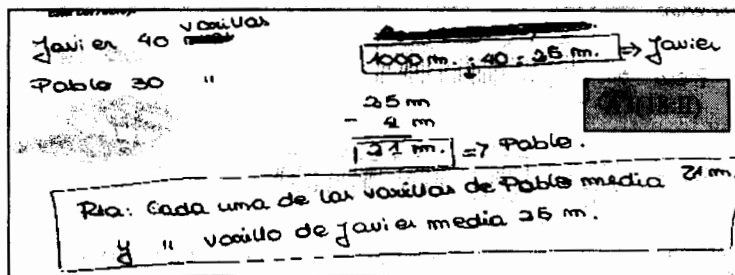 Javier 40 varillas
1000 m. : 40 = 25 m. => Javier
Pablo 30 "
25 m
- 4 m
21 m. => Pablo.
Rta: Cada una de las varillas de Pablo media 21 m.
y " varilla de Javier media 25 m.